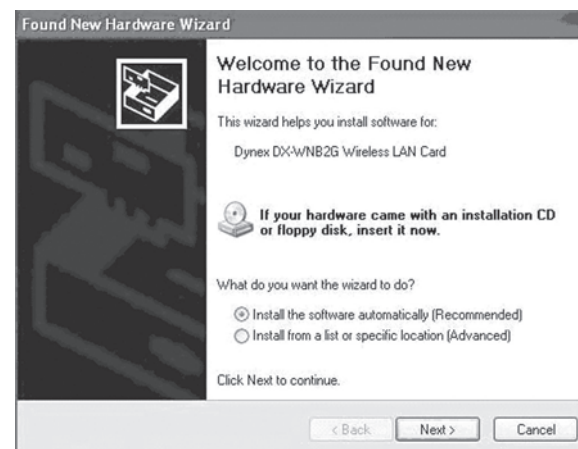 Found New Hardware Wizard
Welcome to the Found New
Hardware Wizard
This wizard helps you install software for:
Dynex DX-WNB2G Wireless LAN Card
If your hardware came with an installation CD
or floppy disk, insert it now.
What do you want the wizard to do?
Install the software automatically (Recommended)
Install from a list or specific location (Advanced)
Click Next to continue.
< Back
Next >
Cancel